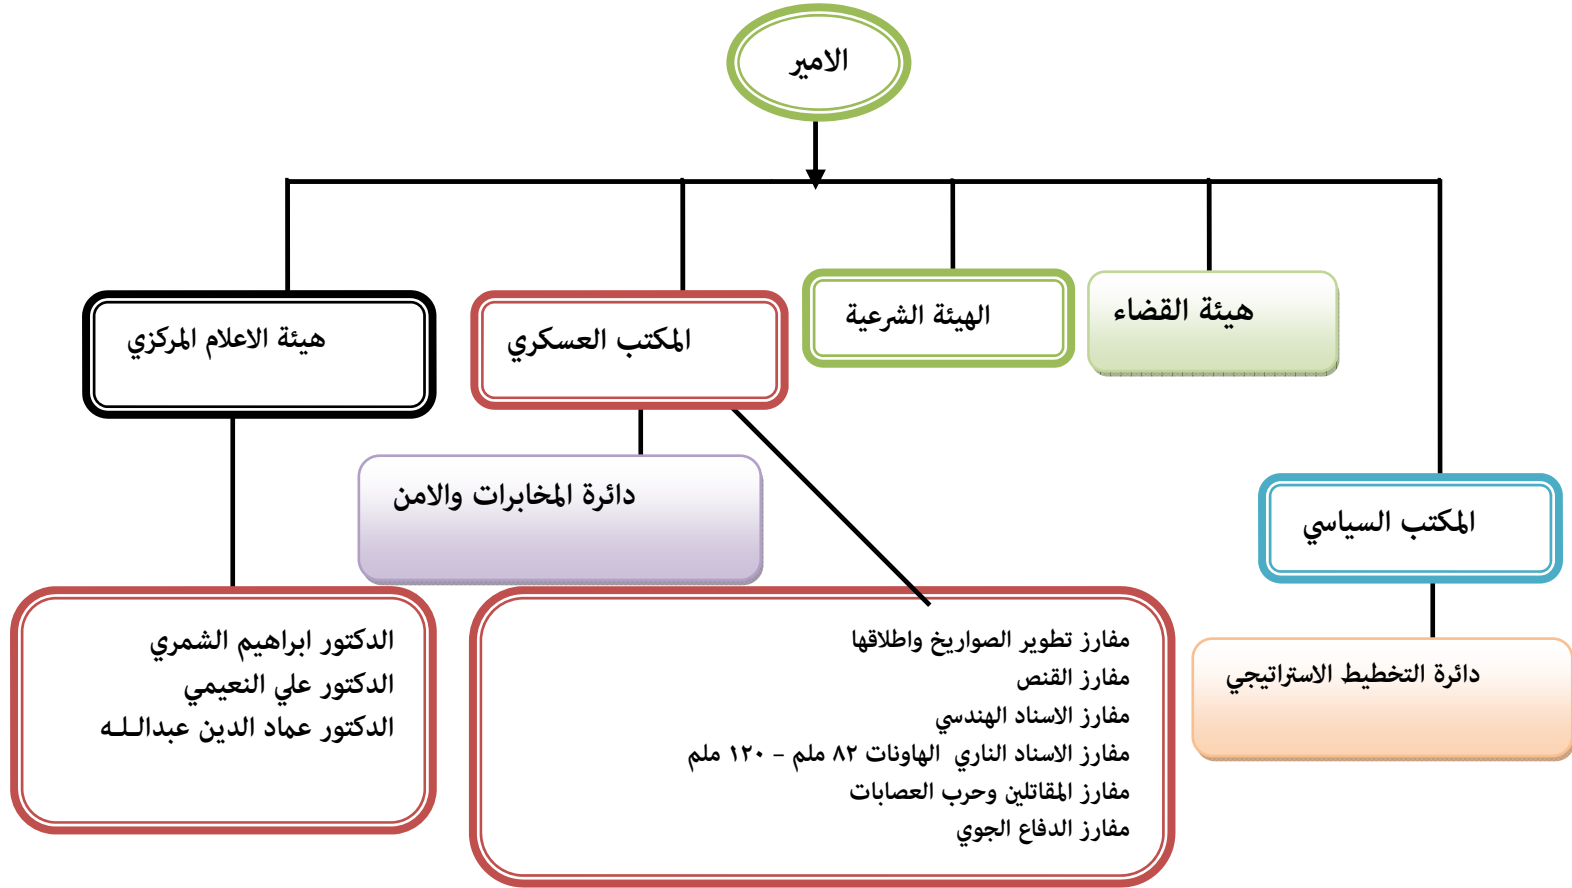 الامير
هيئة القضاء
الهيئة الشرعية
المكتب العسكري
هيئة الاعلام المركزي
المكتب السياسي
دائرة المخابرات والامن
دائرة التخطيط الاستراتيجي
مفارز تطوير الصواريخ واطلاقها
مفارز القنص
مفارز الاسناد الهندسي
مفارز الاسناد الناري الهاونات ٨٢ ملم - ١٢٠ ملم
مفارز المقاتلين وحرب العصابات
مفارز الدفاع الجوي
الدكتور ابراهيم الشمري
الدكتور علي النعيمي
الدكتور عماد الدين عبدالله